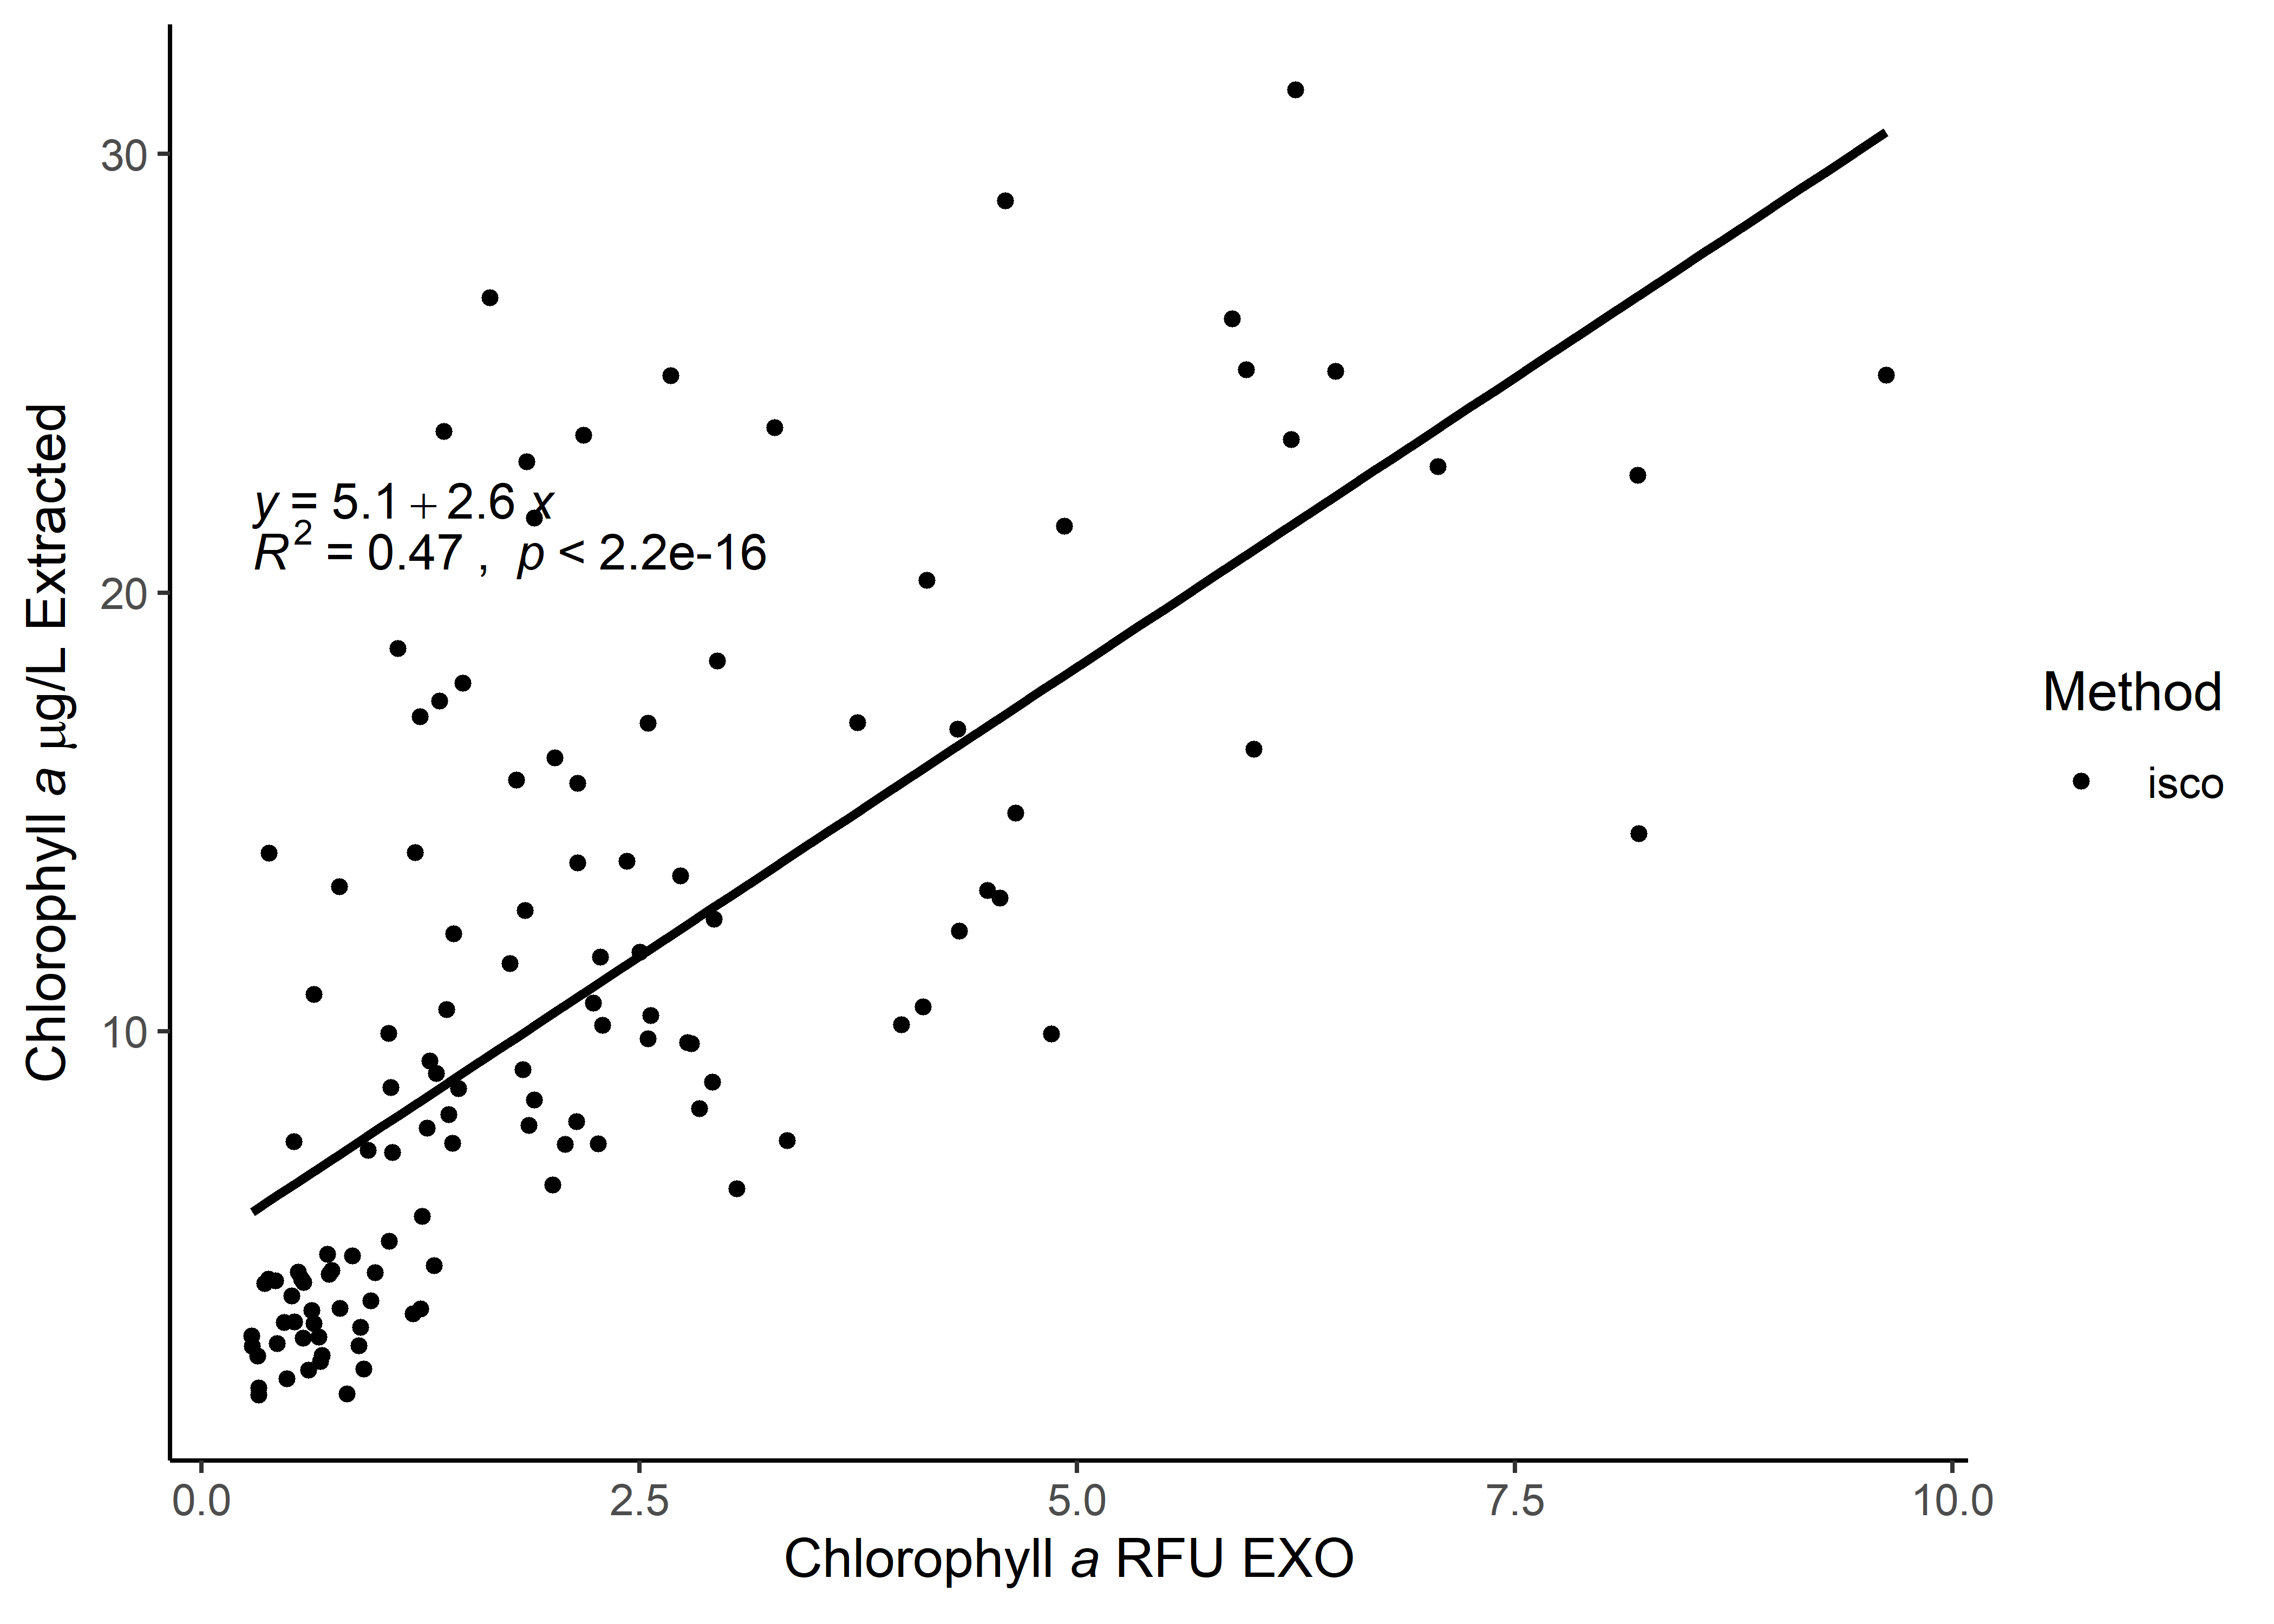 Chlorophyll a µg/L Extracted
30
20
10
y = 5.1 + 2.6 x
R² = 0.47 , p < 2.2e-16
0.0 2.5 5.0 7.5 10.0
Chlorophyll a RFU EXO
Method
isco